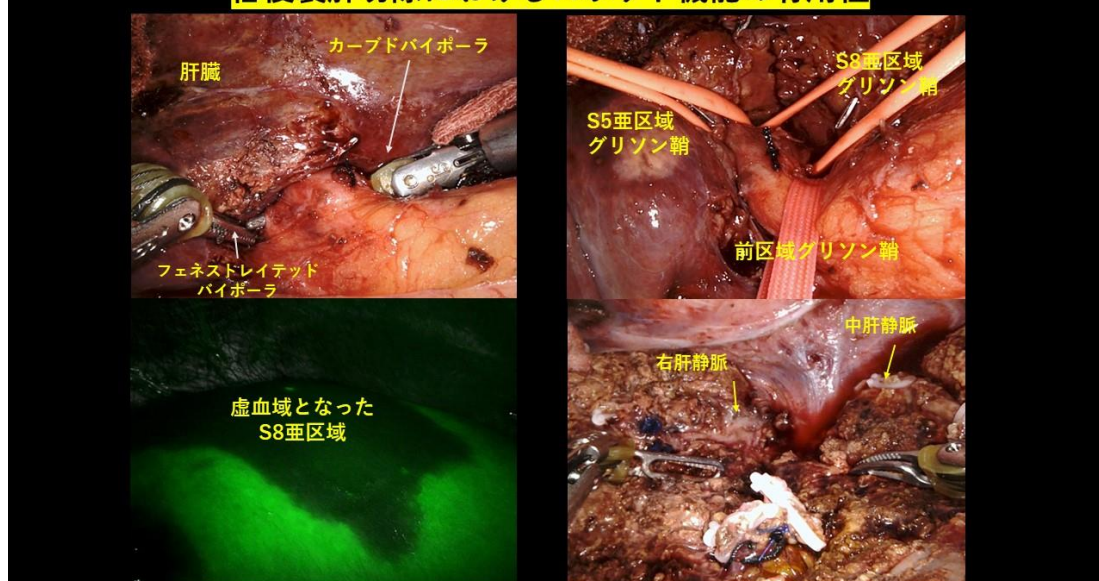 カーブドバイポーラ
肝臓
フェネストレイテッド
バイポーラ
S8亜区域
グリソン鞘
S5亜区域
グリソン鞘
前区域グリソン鞘
虚血域となった
S8亜区域
中肝静脈
右肝静脈